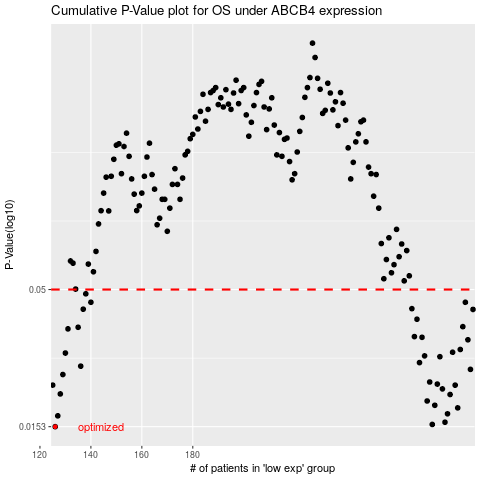 Cumulative P-Value plot for OS under ABCB4 expression
P-Value(log10)
0.05
0.0153
optimized
120 140 160 180
# of patients in 'low exp' group